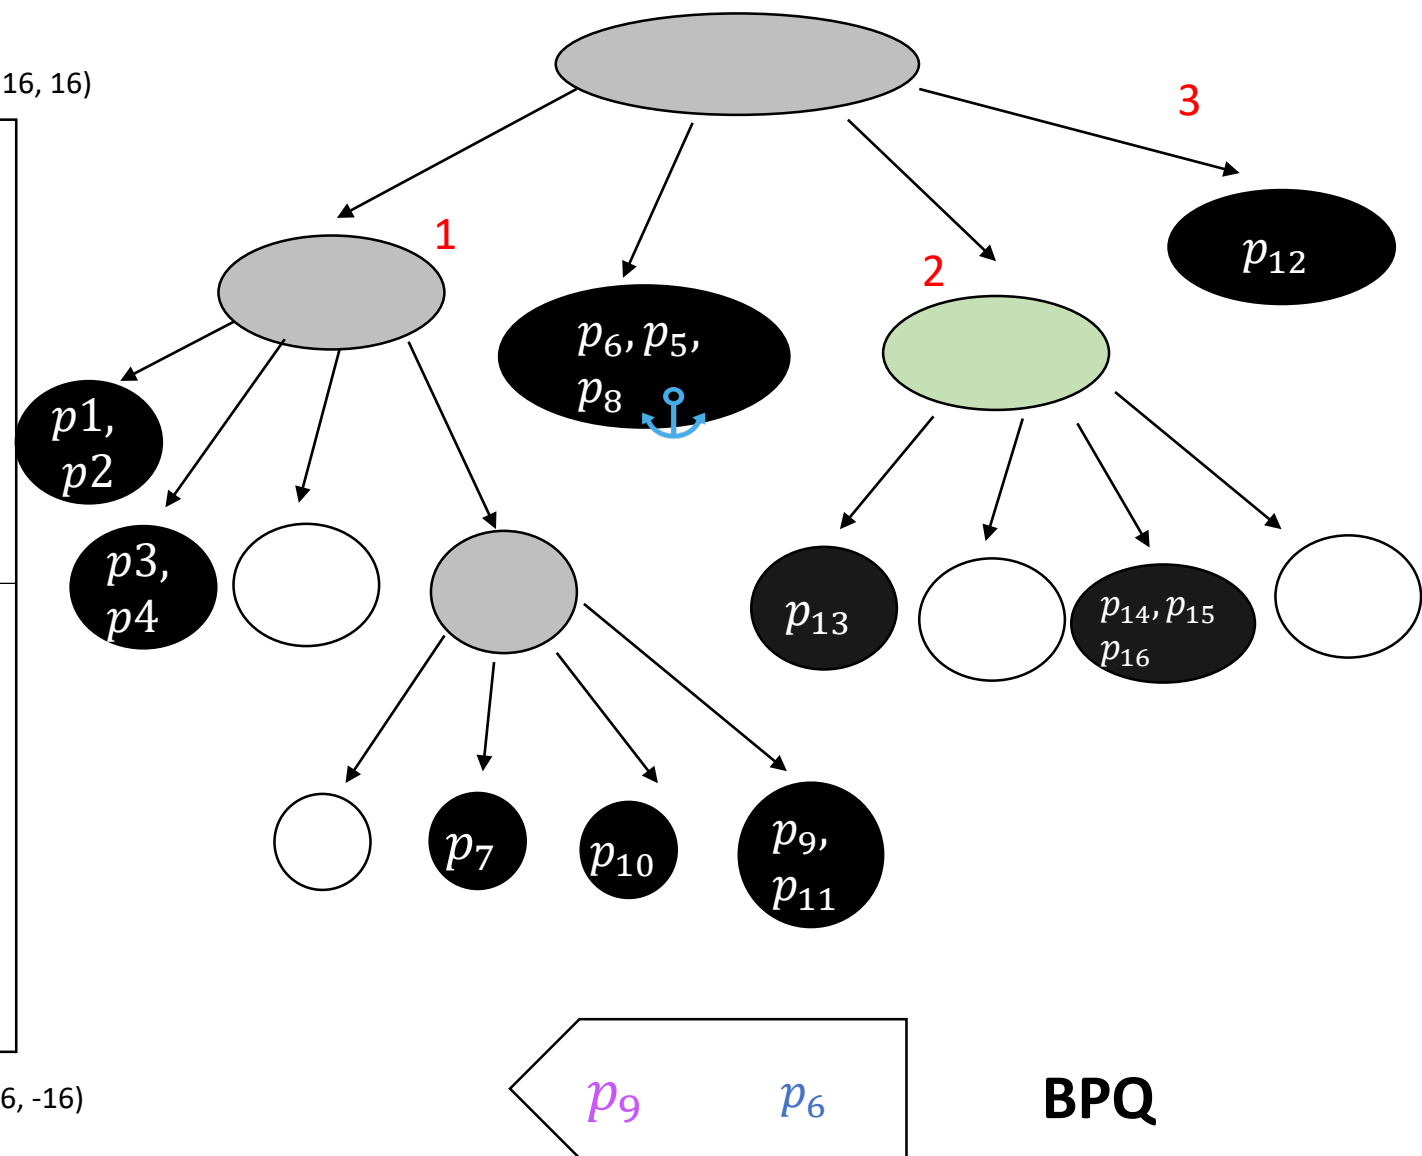 16, 16)
3
1
p₁₂
2
p₆, p₅,
p₈
p1,
p2
p3,
p4
p₁₃
p₁₄, p₁₅
p₁₆
p₇
p₁₀
p₉,
p₁₁
6, -16)
p₉ p₆
BPQ